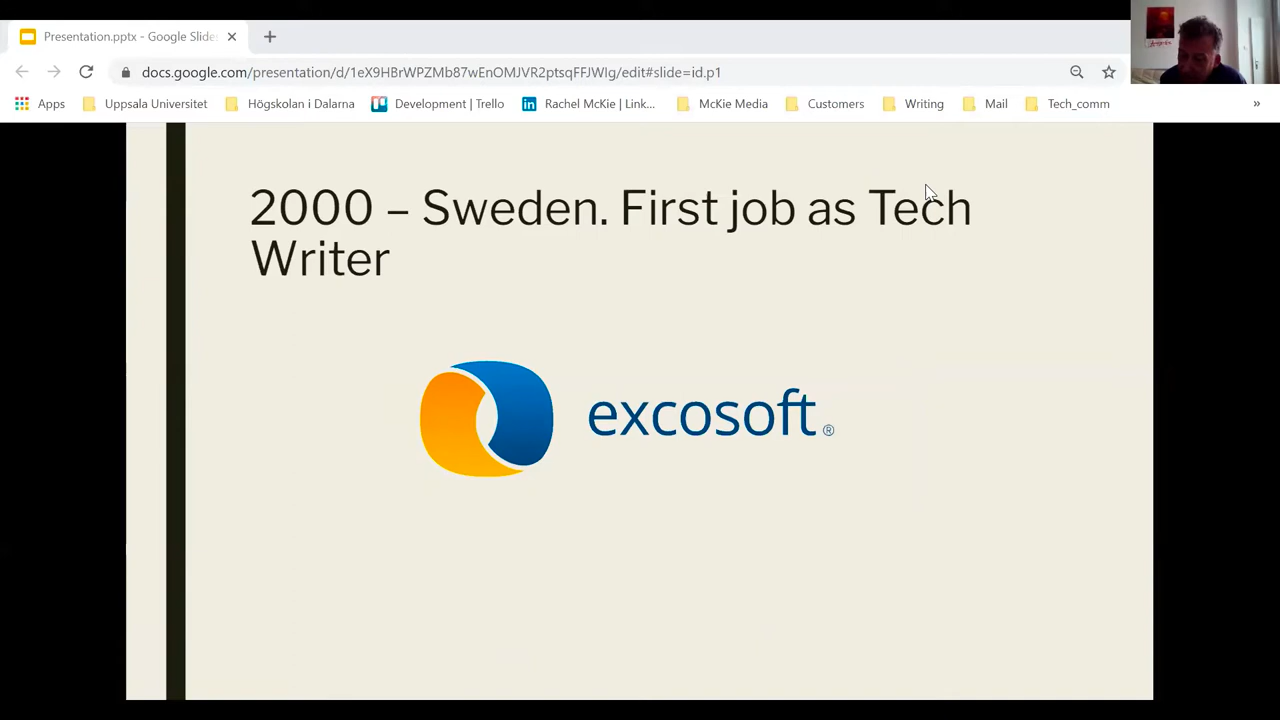 Presentation.pptx - Google Slides
docs.google.com/presentation/d/1eX9HBrWPZMb87wEnOMJVR2ptsqFFJWIg/edit#slide=id.p1
Apps Uppsala Universitet Högskolan i Dalarna Development | Trello Rachel McKie | Link... McKie Media Customers Writing Mail Tech_comm »
2000 – Sweden. First job as Tech
Writer
excosoft®